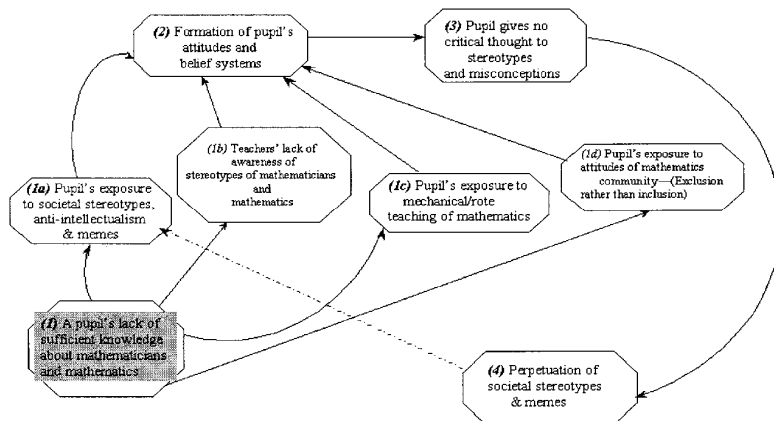 (2) Formation of pupil's
attitudes and
belief systems
(3) Pupil gives no
critical thought to
stereotypes
and misconceptions
(1b) Teachers' lack of
awareness of
stereotypes of mathematicians
and
mathematics
(1d) Pupil's exposure to
attitudes of mathematics
community—(Exclusion
rather than inclusion)
(1a) Pupil's exposure
to societal stereotypes,
anti-intellectualism
& memes
(1c) Pupil's exposure to
mechanical/rote
teaching of mathematics
(1) A pupil's lack of
sufficient knowledge
about mathematicians
and mathematics
(4) Perpetuation of
societal stereotypes
& memes